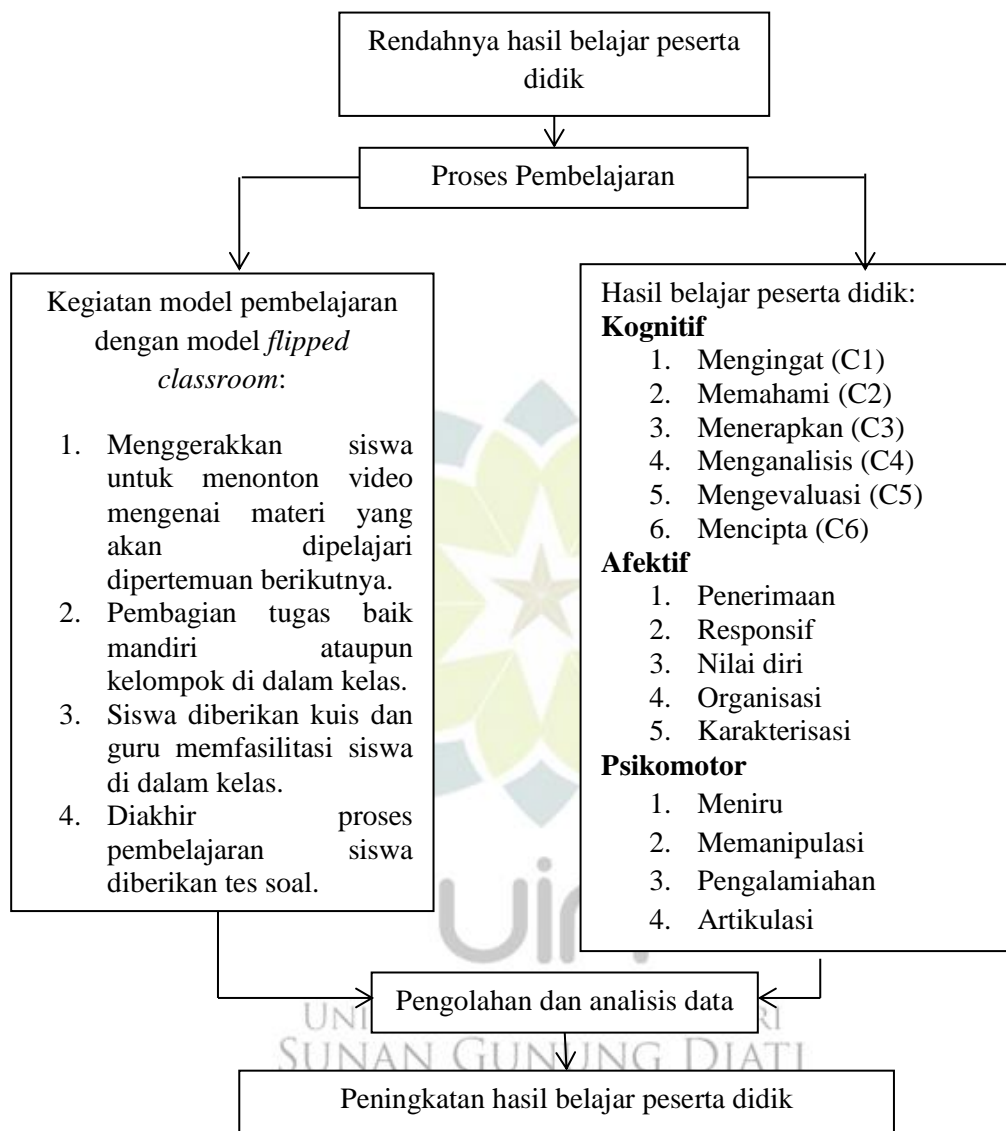 Rendahnya hasil belajar peserta
didik
Proses Pembelajaran
Kegiatan model pembelajaran
dengan model flipped
classroom:
1. Menggerakkan siswa
untuk menonton video
mengenai materi yang
akan dipelajari
dipertemuan berikutnya.
2. Pembagian tugas baik
mandiri ataupun
kelompok di dalam kelas.
3. Siswa diberikan kuis dan
guru memfasilitasi siswa
di dalam kelas.
4. Diakhir proses
pembelajaran siswa
diberikan tes soal.
Hasil belajar peserta didik:
Kognitif
1. Mengingat (C1)
2. Memahami (C2)
3. Menerapkan (C3)
4. Menganalisis (C4)
5. Mengevaluasi (C5)
6. Mencipta (C6)
Afektif
1. Penerimaan
2. Responsif
3. Nilai diri
4. Organisasi
5. Karakterisasi
Psikomotor
1. Meniru
2. Memanipulasi
3. Pengalamiahan
4. Artikulasi
Pengolahan dan analisis data
SUNAN GUNUNG DJATI
Peningkatan hasil belajar peserta didik